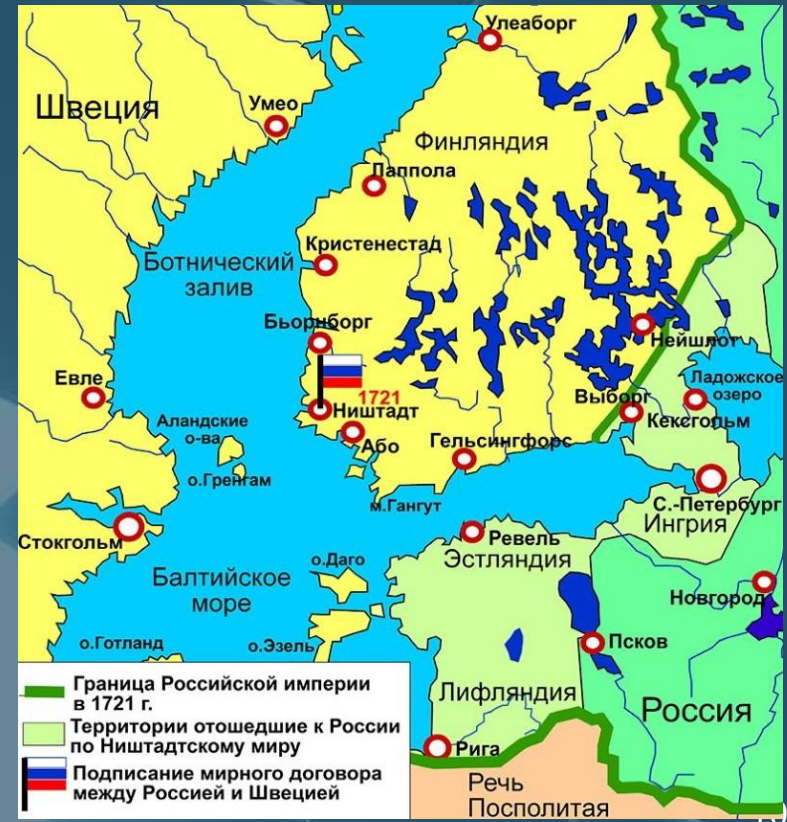 Улеаборг
Швеция
Умео
Финляндия
Лаппола
Кристенестад
Ботнический
залив
Бьорнборг
Нейшлот
Евле
1721
Ладожское
озеро
Выборг
Ништадт
Кексгольм
Аландские
о-ва
Або
Гельсингфорс
о.Гренгам
м.Гангут
С.-Петербург
Ингрия
Стокгольм
Ревель
Эстляндия
о.Даго
Балтийское
море
Новгород
о.Готланд
о.Эзель
Псков
Лифляндия
Россия
Рига
Речь
Посполитая
Граница Российской империи
в 1721 г.
Территории отошедшие к России
по Ништадтскому миру
Подписание мирного договора
между Россией и Швецией